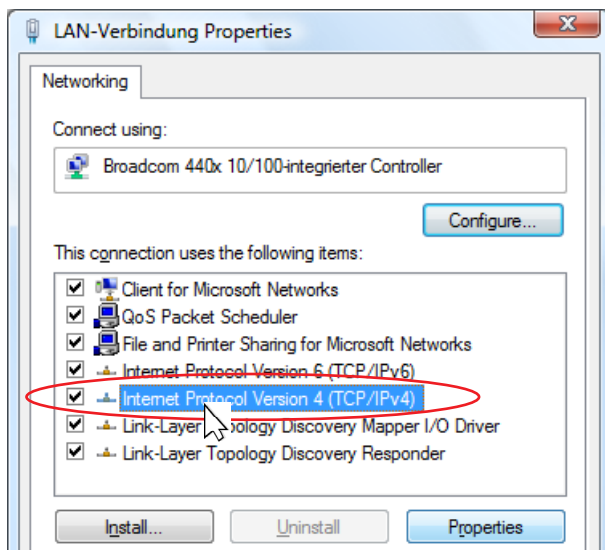 LAN-Verbindung Properties
Networking
Connect using:
Broadcom 440x 10/100-integrierter Controller
Configure...
This connection uses the following items:
Client for Microsoft Networks
QoS Packet Scheduler
File and Printer Sharing for Microsoft Networks
Internet Protocol Version 6 (TCP/IPv6)
Internet Protocol Version 4 (TCP/IPv4)
Link-Layer Topology Discovery Mapper I/O Driver
Link-Layer Topology Discovery Responder
Install...
Uninstall
Properties